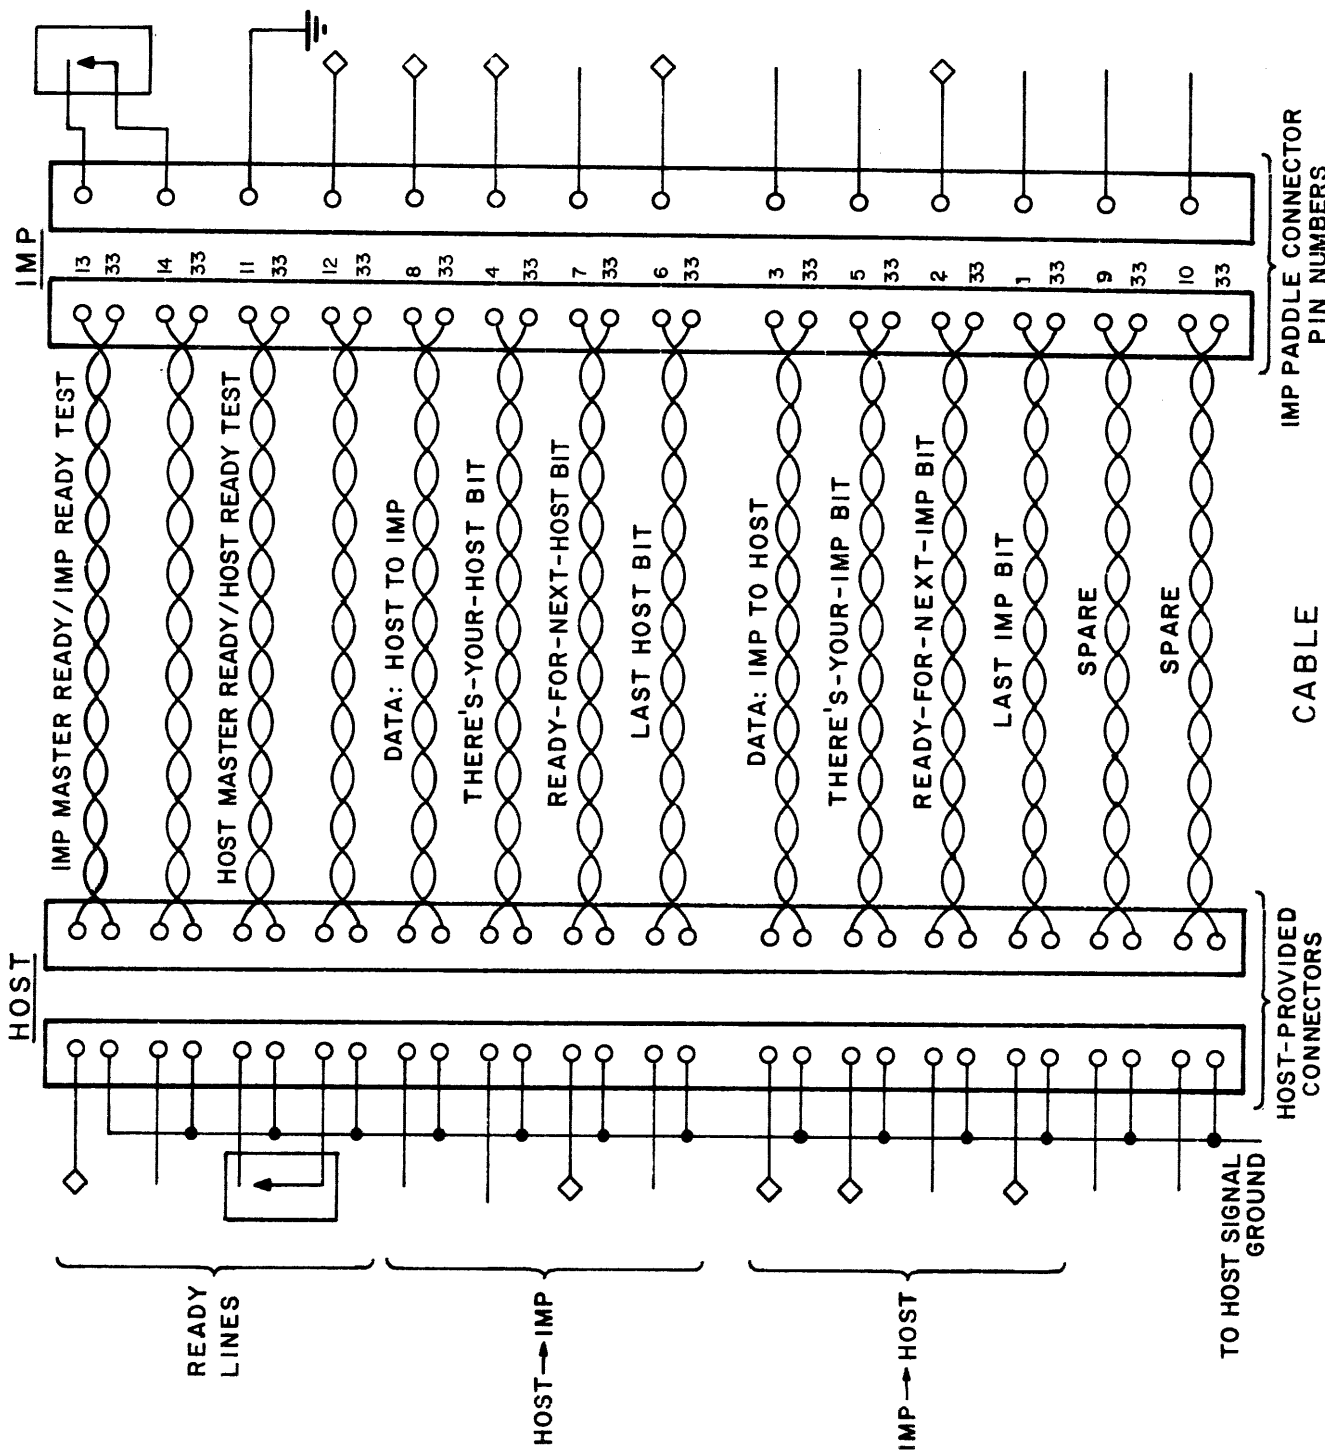 HOST
IMP
IMP MASTER READY/IMP READY TEST
13
33
14
33
READY
LINES
HOST MASTER READY/HOST READY TEST
11
33
12
33
DATA: HOST TO IMP
8
33
THERE'S-YOUR-HOST BIT
4
33
HOST→IMP
READY-FOR-NEXT-HOST BIT
7
33
LAST HOST BIT
6
33
DATA: IMP TO HOST
3
33
THERE'S-YOUR-IMP BIT
5
33
IMP→HOST
READY-FOR-NEXT-IMP BIT
2
33
LAST IMP BIT
1
33
SPARE
9
33
SPARE
10
33
TO HOST SIGNAL
GROUND
HOST-PROVIDED
CONNECTORS
CABLE
IMP PADDLE CONNECTOR
PIN NUMBERS